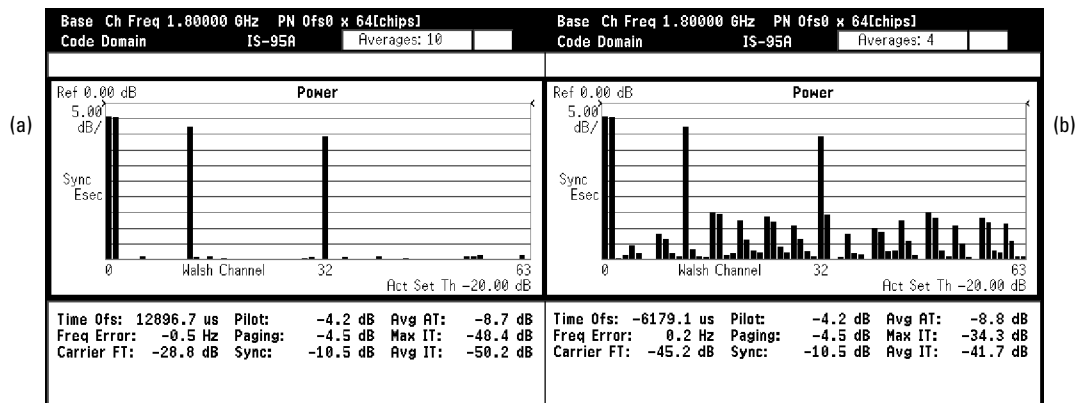 (a)
Base Ch Freq 1.80000 GHz PN Ofs0 x 64[chips]
Code Domain IS-95A Averages: 10
Ref 0.00 dB Power
5.00
dB/
Sync
Esec
0 Walsh Channel 32 63
Act Set Th -20.00 dB
Time Ofs: 12896.7 us Pilot: -4.2 dB Avg AT: -8.7 dB
Freq Error: -0.5 Hz Paging: -4.5 dB Max IT: -48.4 dB
Carrier FT: -28.8 dB Sync: -10.5 dB Avg IT: -50.2 dB
Base Ch Freq 1.80000 GHz PN Ofs0 x 64[chips]
Code Domain IS-95A Averages: 4
Ref 0.00 dB Power
5.00
dB/
Sync
Esec
0 Walsh Channel 32 63
Act Set Th -20.00 dB
Time Ofs: -6179.1 us Pilot: -4.2 dB Avg AT: -8.8 dB
Freq Error: 0.2 Hz Paging: -4.5 dB Max IT: -34.3 dB
Carrier FT: -45.2 dB Sync: -10.5 dB Avg IT: -41.7 dB
(b)